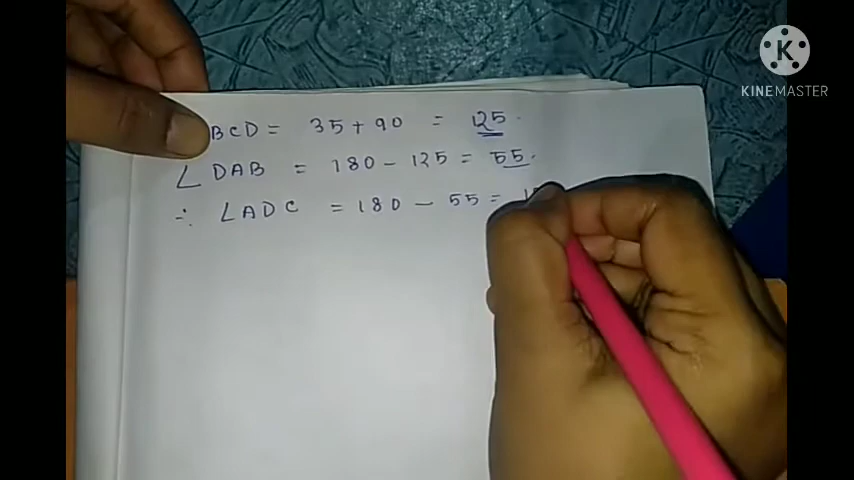 BCD = 35 + 90 = 125
∠ DAB = 180 - 125 = 55.
∴ ∠ADC = 180 - 55 =
K
KINEMASTER